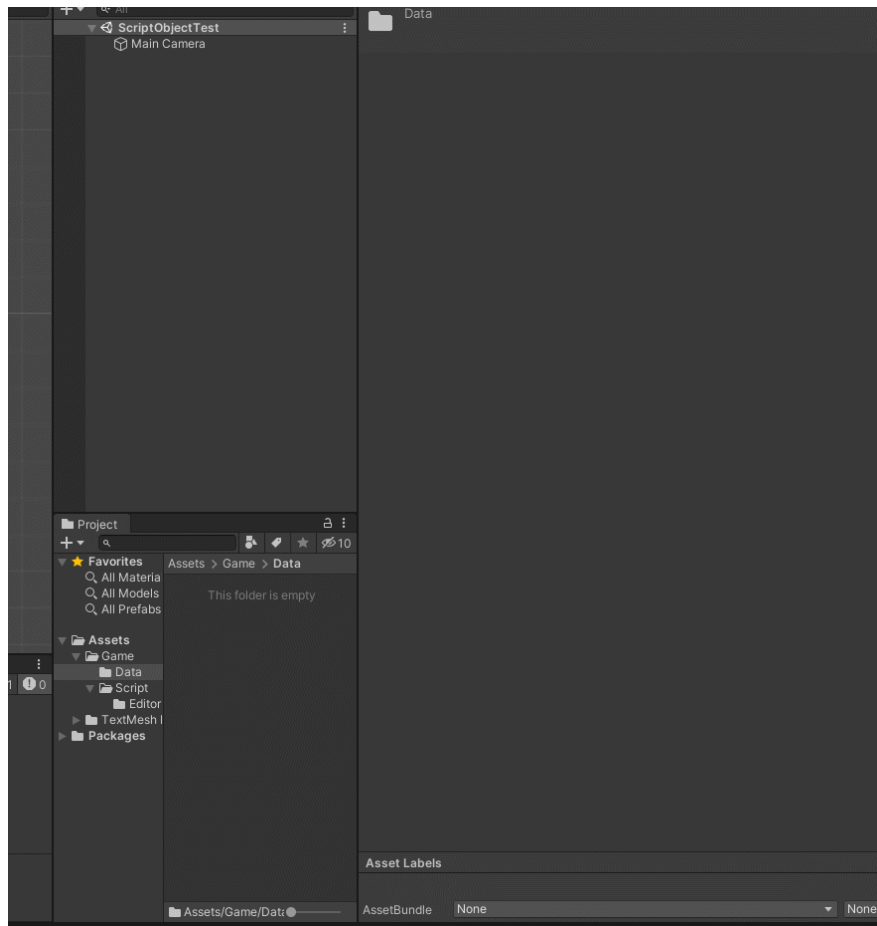 All
Data
ScriptObjectTest
Main Camera
Project
10
Favorites
All Materia
All Models
All Prefabs
Assets > Game > Data
This folder is empty
Assets
Game
Data
Script
Editor
TextMesh
Packages
0
Assets/Game/Data
Asset Labels
AssetBundle
None
None